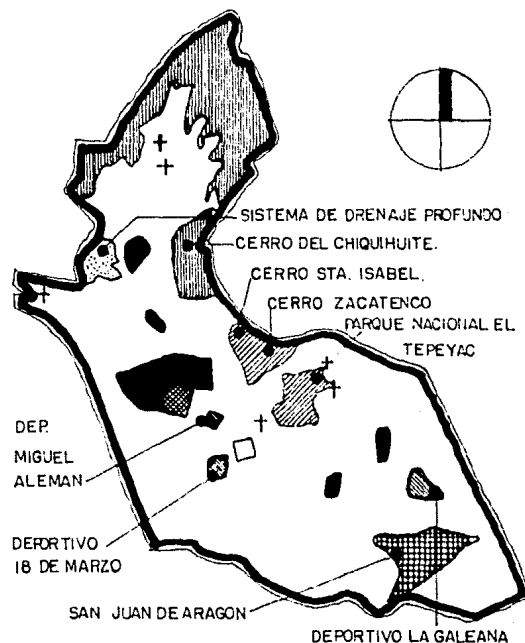 SISTEMA DE DRENAJE PROFUNDO
CERRO DEL CHIQUIHUITE.
CERRO STA. ISABEL.
CERRO ZACATENCO
PARQUE NACIONAL EL
TEPEYAC
DEP.
MIGUEL
ALEMAN
DEPORTIVO
18 DE MARZO
SAN JUAN DE ARAGON
DEPORTIVO LA GALEANA